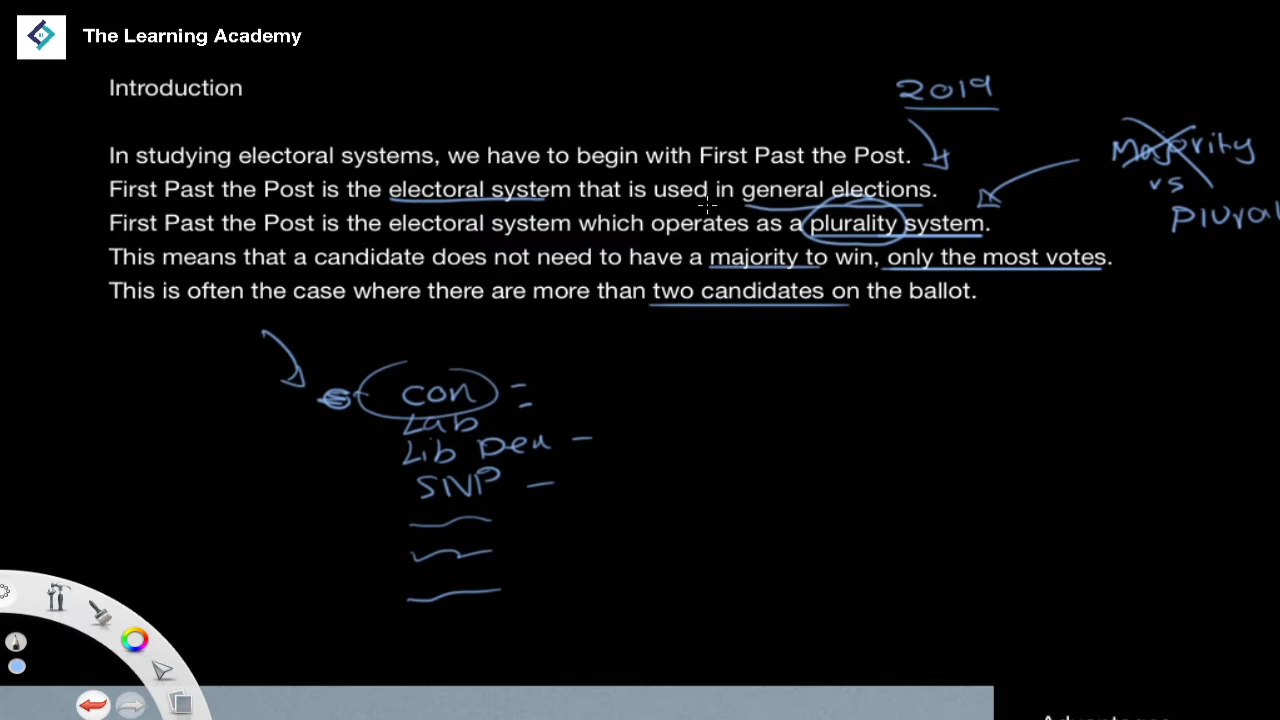 The Learning Academy
Introduction
2019
In studying electoral systems, we have to begin with First Past the Post.
Majority
First Past the Post is the electoral system that is used in general elections.
vs
First Past the Post is the electoral system which operates as a plurality system.
plural
This means that a candidate does not need to have a majority to win, only the most votes.
This is often the case where there are more than two candidates on the ballot.
con
Lab
Lib Dem
SNP